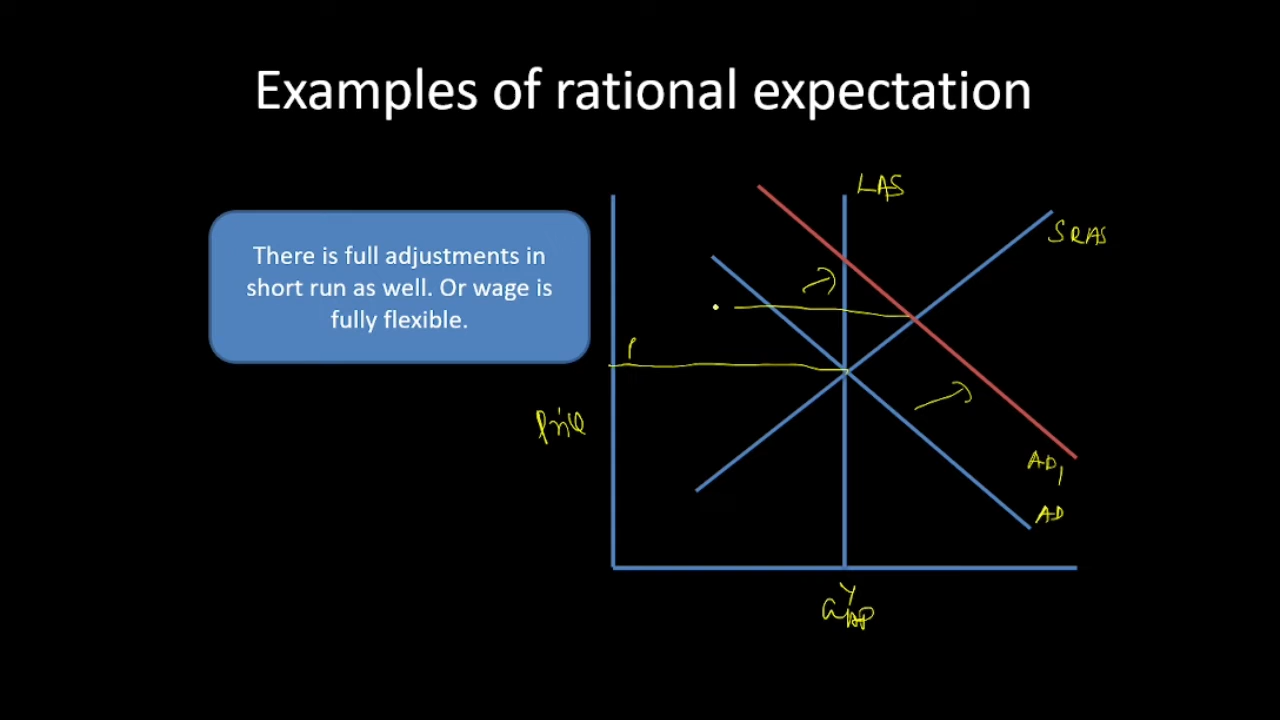 Examples of rational expectation
LAS
SRAS
There is full adjustments in
short run as well. Or wage is
fully flexible.
P
AD1
AD
Y